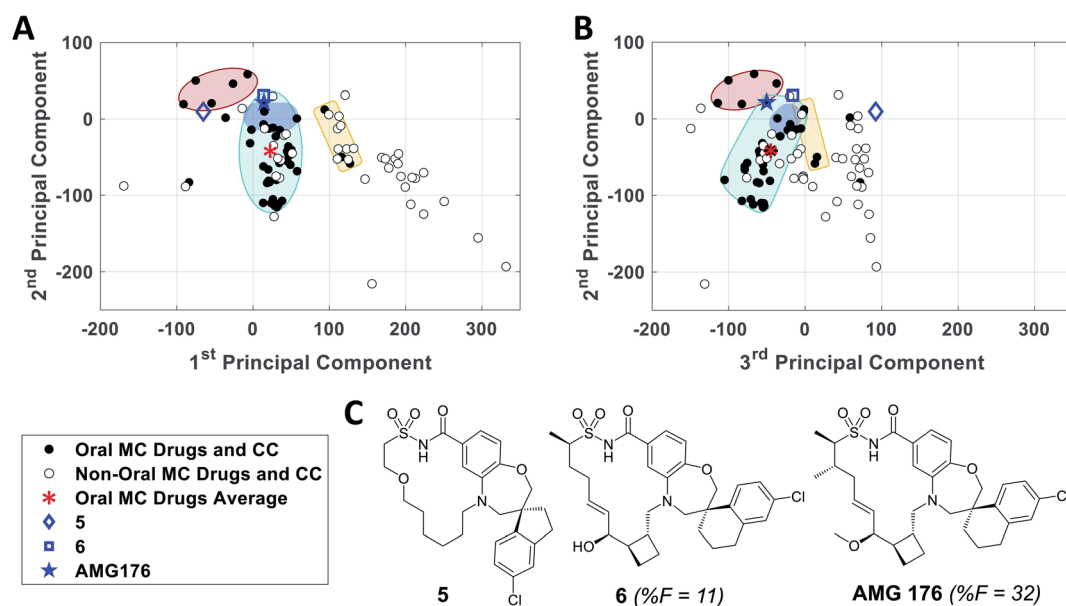 A
B
100
0
-100
-200
-200
-100
0
100
200
300
2nd Principal Component
1st Principal Component
100
0
-100
-200
-200
-100
0
100
200
300
2nd Principal Component
3rd Principal Component
C
Oral MC Drugs and CC
Non-Oral MC Drugs and CC
Oral MC Drugs Average
5
6
AMG176
O O
S
O
NH
O
O
N
Cl
5
O O
S
O
NH
O
N
Cl
HO
6 (%F = 11)
O O
S
O
NH
O
N
Cl
O
AMG 176 (%F = 32)